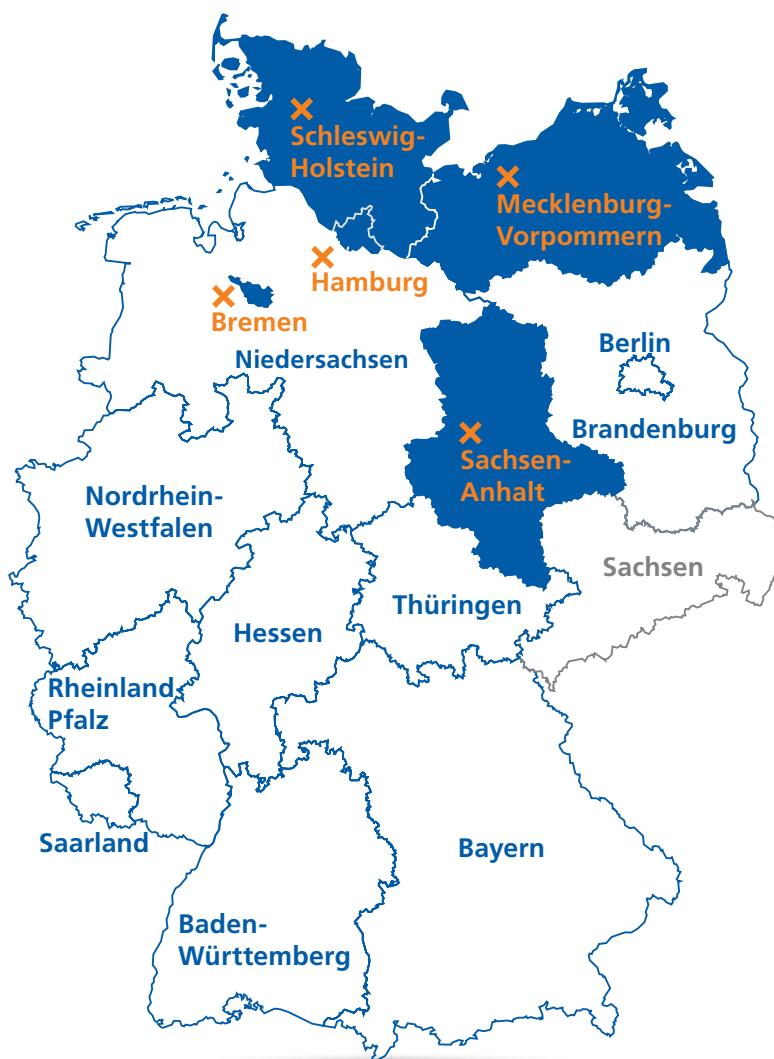 Schleswig-
Holstein
Mecklenburg-
Vorpommern
Hamburg
Bremen
Niedersachsen
Berlin
Brandenburg
Sachsen-
Anhalt
Nordrhein-
Westfalen
Sachsen
Thüringen
Hessen
Rheinland
Pfalz
Saarland
Bayern
Baden-
Württemberg